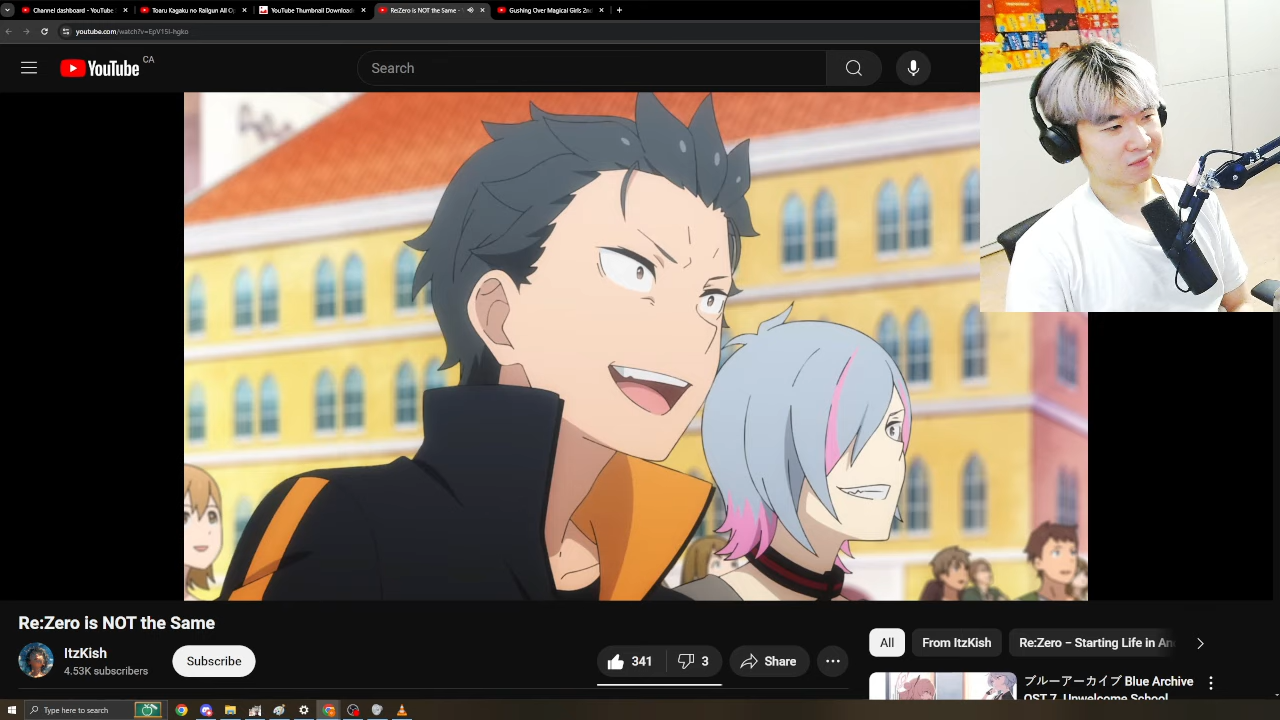 Channel dashboard - YouTube
Toaru Kagaku no Railgun All O
YouTube Thumbnail Download
Re:Zero is NOT the Same -
Gushing Over Magical Girls 2nd
youtube.com/watch?v=EpV15I-hgko
YouTube
CA
Search
Re:Zero is NOT the Same
ItzKish
4.53K subscribers
Subscribe
341
3
Share
All
From ItzKish
Re:Zero − Starting Life in An
ブルーアーカイブ Blue Archive
OST 7. Unwelcome School
Type here to search